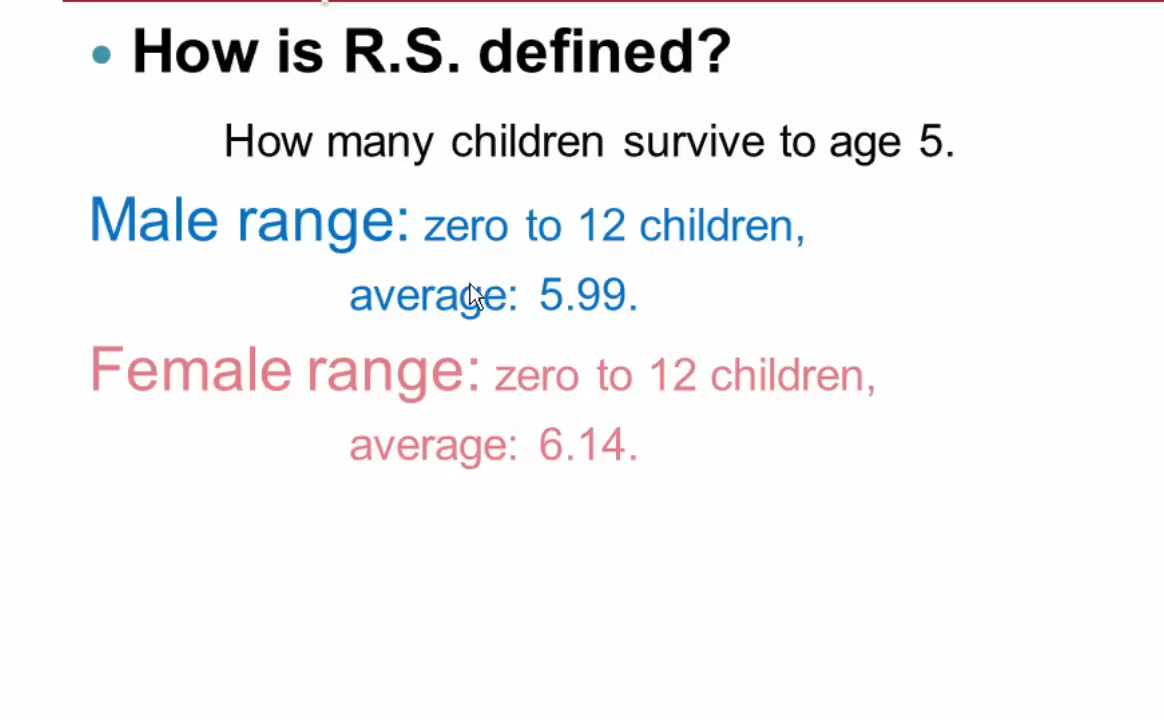 • How is R.S. defined?
How many children survive to age 5.
Male range: zero to 12 children,
average: 5.99.
Female range: zero to 12 children,
average: 6.14.